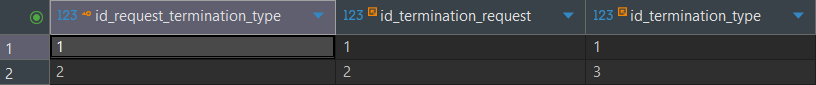 123 id_request_termination_type 123 id_termination_request 123 id_termination_type
1 1 1 1
2 2 2 3